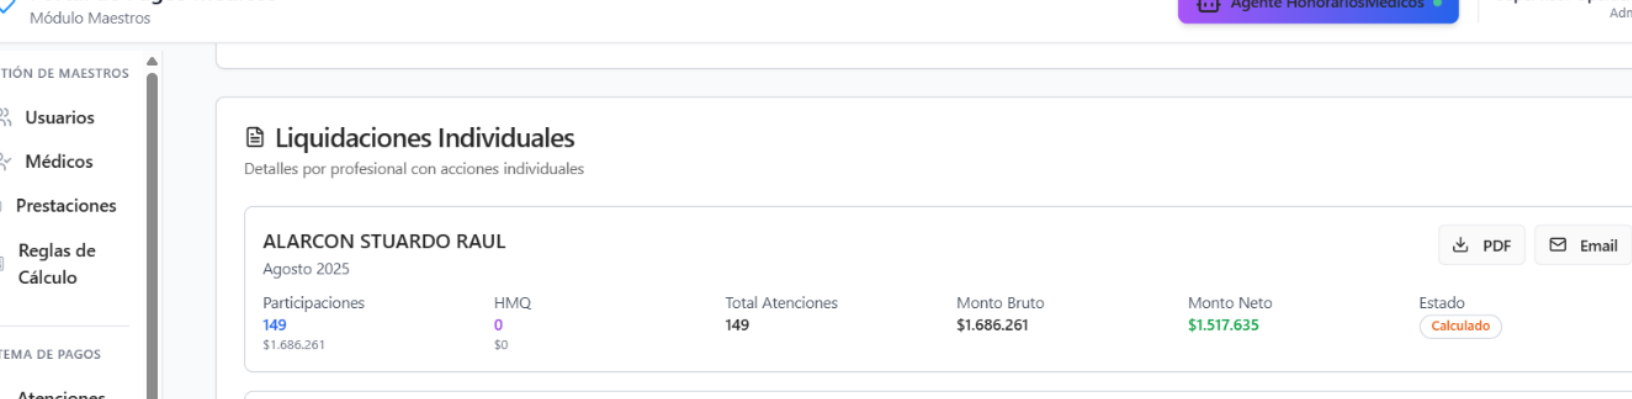 Módulo Maestros
Agente HonorariosMedicos
TIÓN DE MAESTROS
Usuarios
Médicos
Prestaciones
Reglas de
Cálculo
TEMA DE PAGOS
Atenciones
Liquidaciones Individuales
Detalles por profesional con acciones individuales
ALARCON STUARDO RAUL
PDF
Email
Agosto 2025
Participaciones
HMQ
Total Atenciones
Monto Bruto
Monto Neto
Estado
149
0
149
$1.686.261
$1.517.635
Calculado
$1.686.261
$0